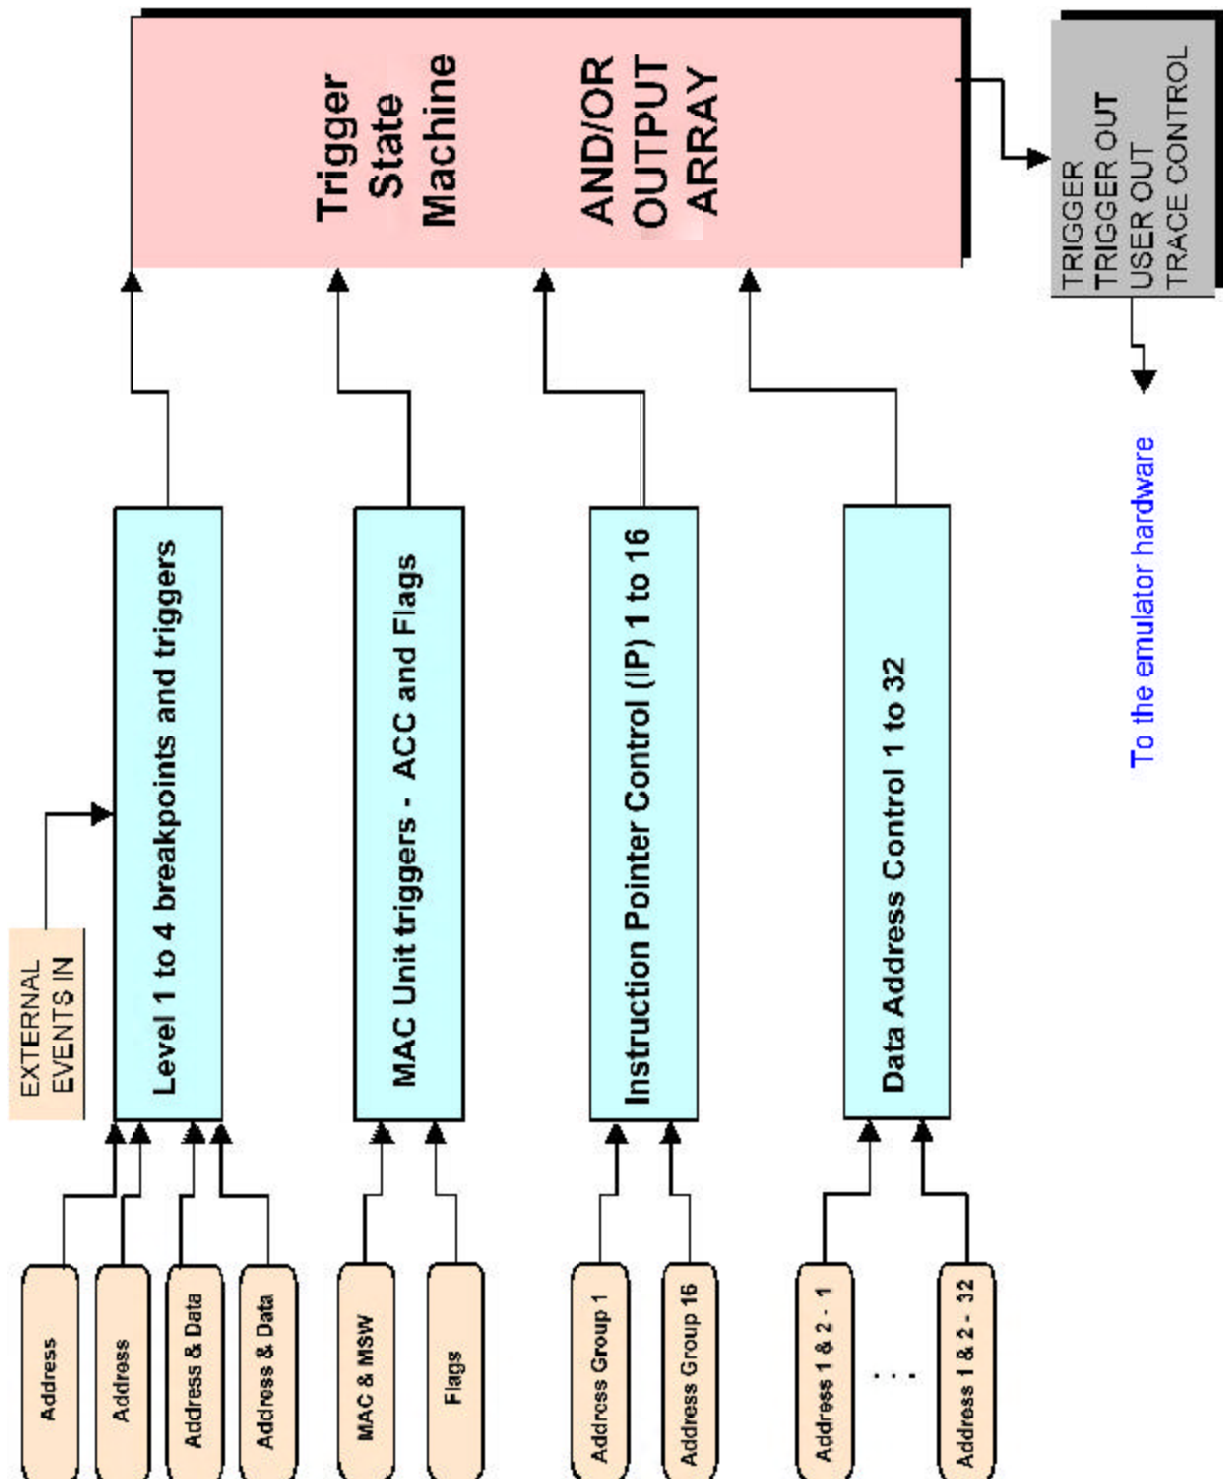 Address
Address
Address & Data
Address & Data
MAC & MSW
Flags
Address Group 1
Address Group 16
Address 1 & 2 - 1
. . .
Address 1 & 2 - 32
EXTERNAL
EVENTS IN
Level 1 to 4 breakpoints and triggers
MAC Unit triggers - ACC and Flags
Instruction Pointer Control (IP) 1 to 16
Data Address Control 1 to 32
Trigger
State
Machine
AND/OR
OUTPUT
ARRAY
TRIGGER
TRIGGER OUT
USER OUT
TRACE CONTROL
To the emulator hardware